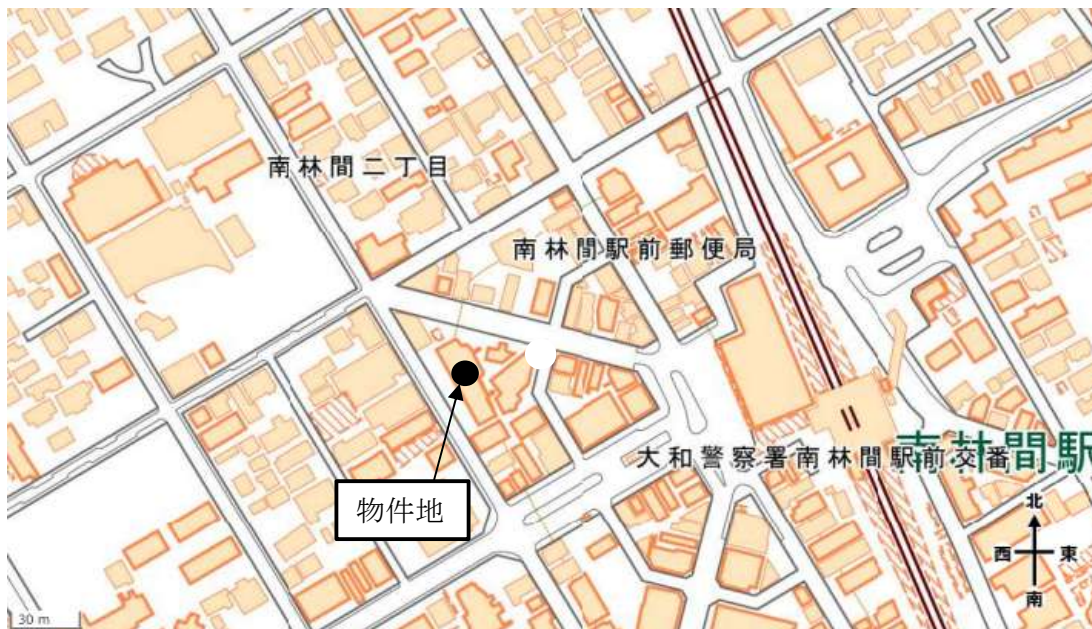 南林間二丁目
南林間駅前郵便局
大和警察署南林間駅前交番
南林間駅
物件地
北
西
東
南
30 m